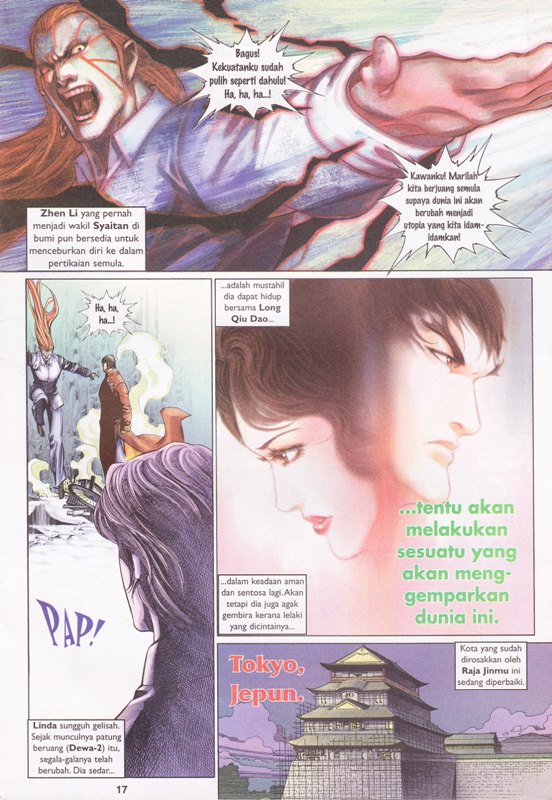 Bagus!
Kekuatanku sudah
pulih seperti dahulu!
Ha, ha, ha...!
Kawanku! Marilah
kita berjuang semula
supaya dunia ini akan
berubah menjadi
utopia yang kita idam-
idamkan!
Zhen Li yang pernah
menjadi wakil Syaitan di
bumi pun bersedia untuk
menceburkan diri ke dalam
pertikaian semula.
Ha, ha,
ha...!
PAP!
Linda sungguh gelisah.
Sejak munculnya patung
beruang (Dewa-2) itu,
segala-galanya telah
berubah. Dia sedar...
...adalah mustahil
dia dapat hidup
bersama Long
Qiu Dao...
...dalam keadaan aman
dan sentosa lagi. Akan
tetapi dia juga agak
gembira kerana lelaki
yang dicintainya...
...tentu akan
melakukan
sesuatu yang
akan meng-
gemparkan
dunia ini.
Tokyo,
Jepun.
Kota yang sudah
dirosakkan oleh
Raja Jinmu ini
sedang diperbaiki.
17